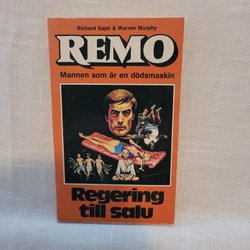 Richard Sapir & Warren Murphy
REMO
Mannen som är en dödsmaskin
Regering
till salu